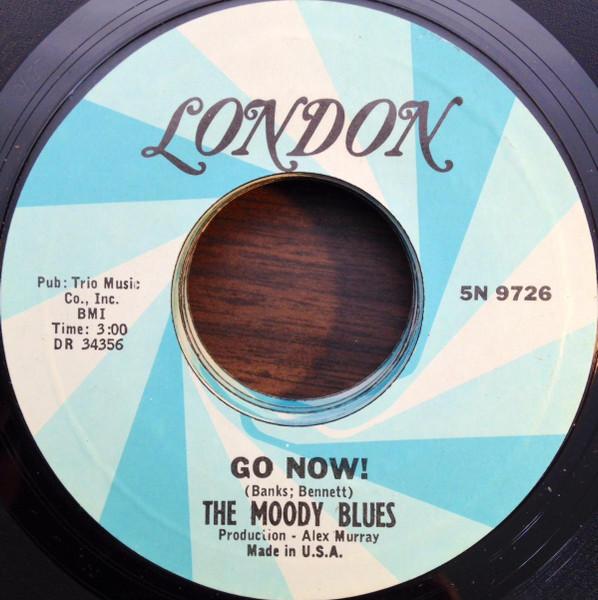 LONDON
Pub: Trio Music
Co., Inc.
BMI
Time: 3:00
DR 34356
5N 9726
GO NOW!
(Banks; Bennett)
THE MOODY BLUES
Production - Alex Murray
Made in U.S.A.